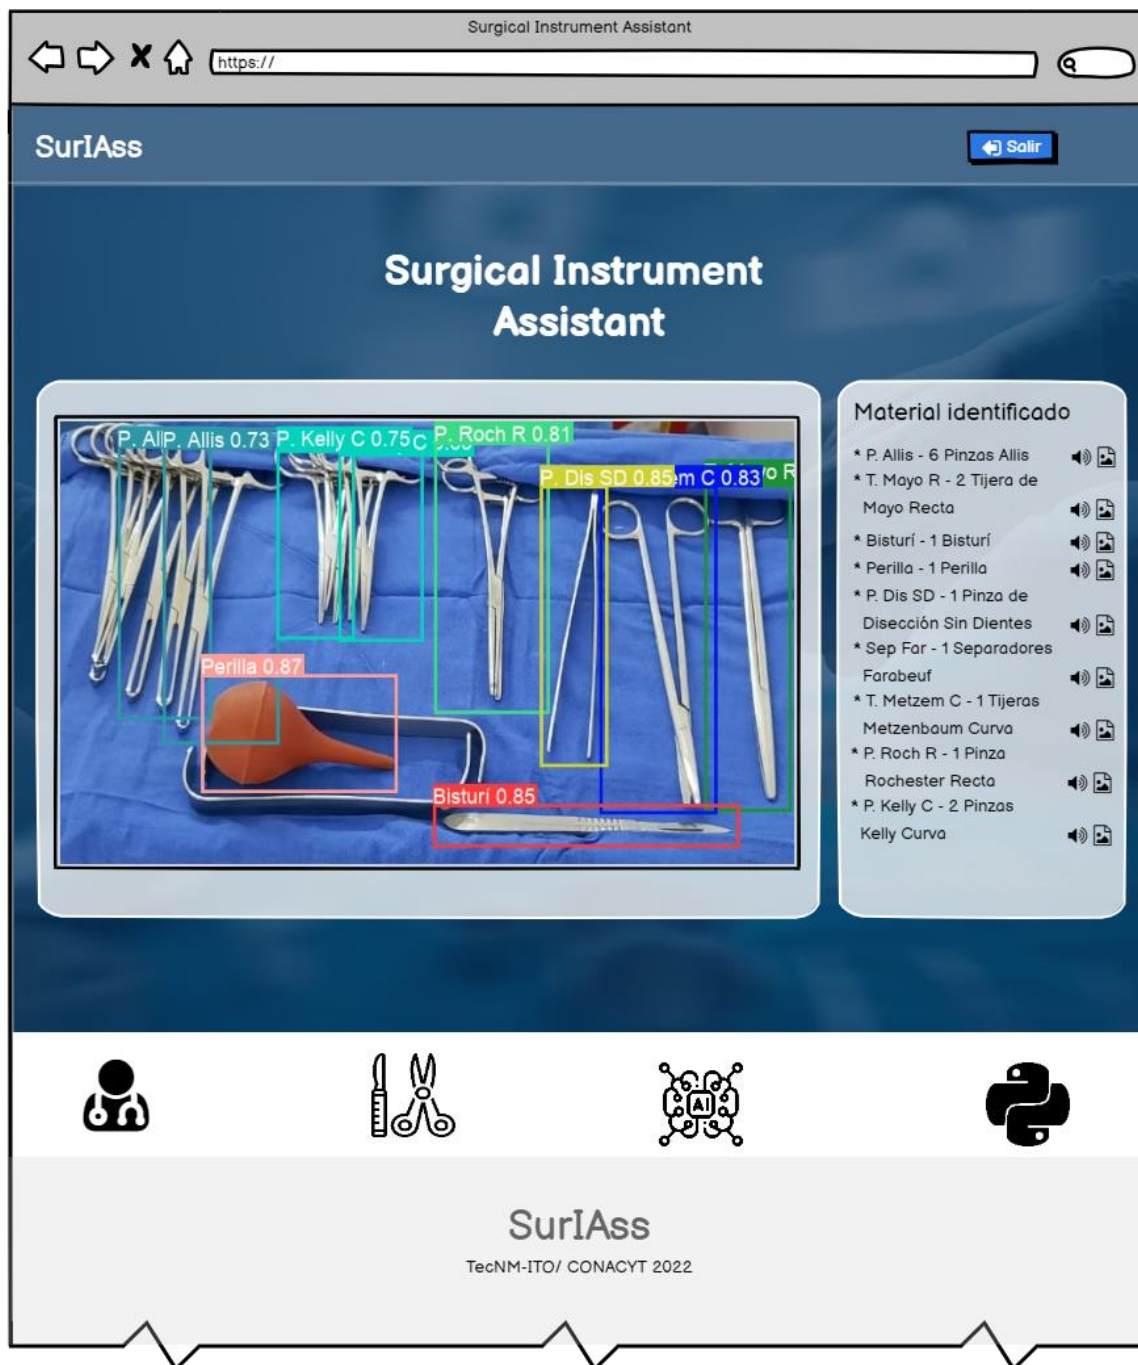 Surgical Instrument Assistant
https://
SurIAss
Salir
Surgical Instrument
Assistant
P. Alli
P. Allis 0.73
P. Kelly C 0.75
C
P. Roch R 0.81
P. Dis SD 0.85
m C 0.83
yo R
Perilla 0.87
Bisturí 0.85
Material identificado
* P. Allis - 6 Pinzas Allis
* T. Mayo R - 2 Tijera de
Mayo Recta
* Bisturí - 1 Bisturí
* Perilla - 1 Perilla
* P. Dis SD - 1 Pinza de
Disección Sin Dientes
* Sep Far - 1 Separadores
Farabeuf
* T. Metzem C - 1 Tijeras
Metzenbaum Curva
* P. Roch R - 1 Pinza
Rochester Recta
* P. Kelly C - 2 Pinzas
Kelly Curva
AI
SurIAss
TecNM-ITO/ CONACYT 2022